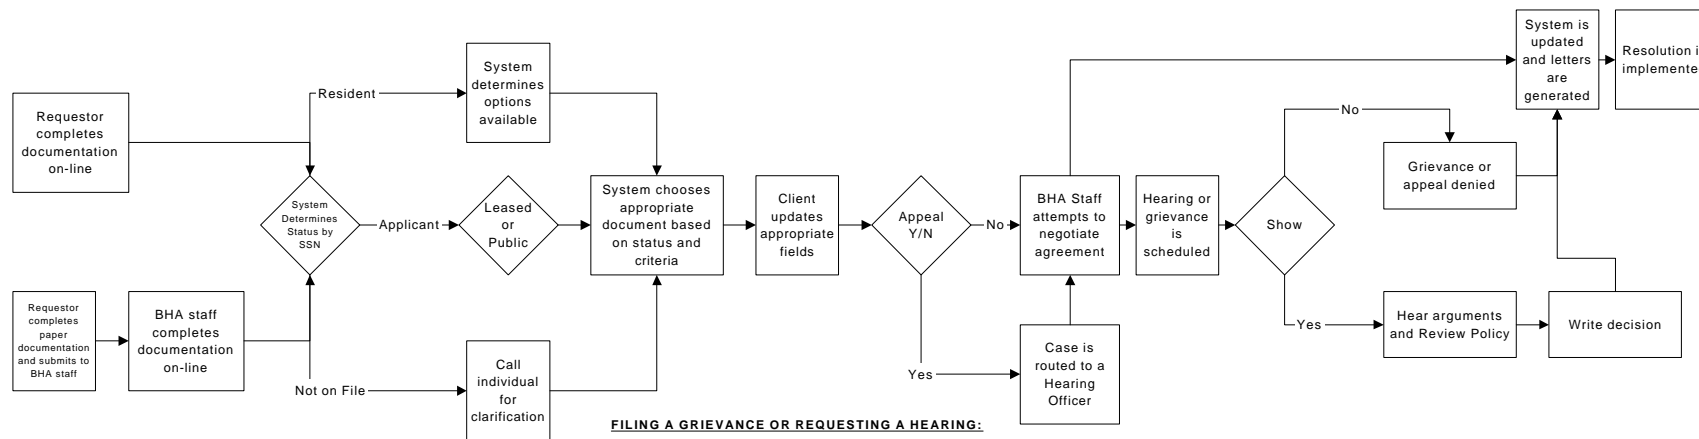 Requestor
completes
documentation
on-line
Requestor
completes
paper
documentation
and submits to
BHA staff
BHA staff
completes
documentation
on-line
System
Determines
Status by
SSN
Resident
Applicant
Not on File
System
determines
options
available
Leased
or
Public
Call
individual
for
clarification
System chooses
appropriate
document based
on status and
criteria
Client
updates
appropriate
fields
Appeal
Y/N
No
Yes
BHA Staff
attempts to
negotiate
agreement
Case is
routed to a
Hearing
Officer
Hearing or
grievance
is
scheduled
Show
No
Yes
Grievance or
appeal denied
Hear arguments
and Review Policy
Write decision
System is
updated
and letters
are
generated
Resolution i
implemente
FILING A GRIEVANCE OR REQUESTING A HEARING: